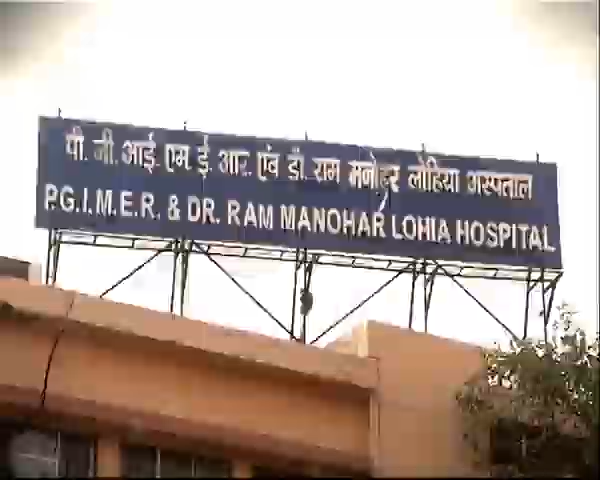 पी. जी. आई. एम. ई. आर. एवं डॉ. राम मनोहर लोहिया अस्पताल
P.G.I.M.E.R. & DR. RAM MANOHAR LOHIA HOSPITAL